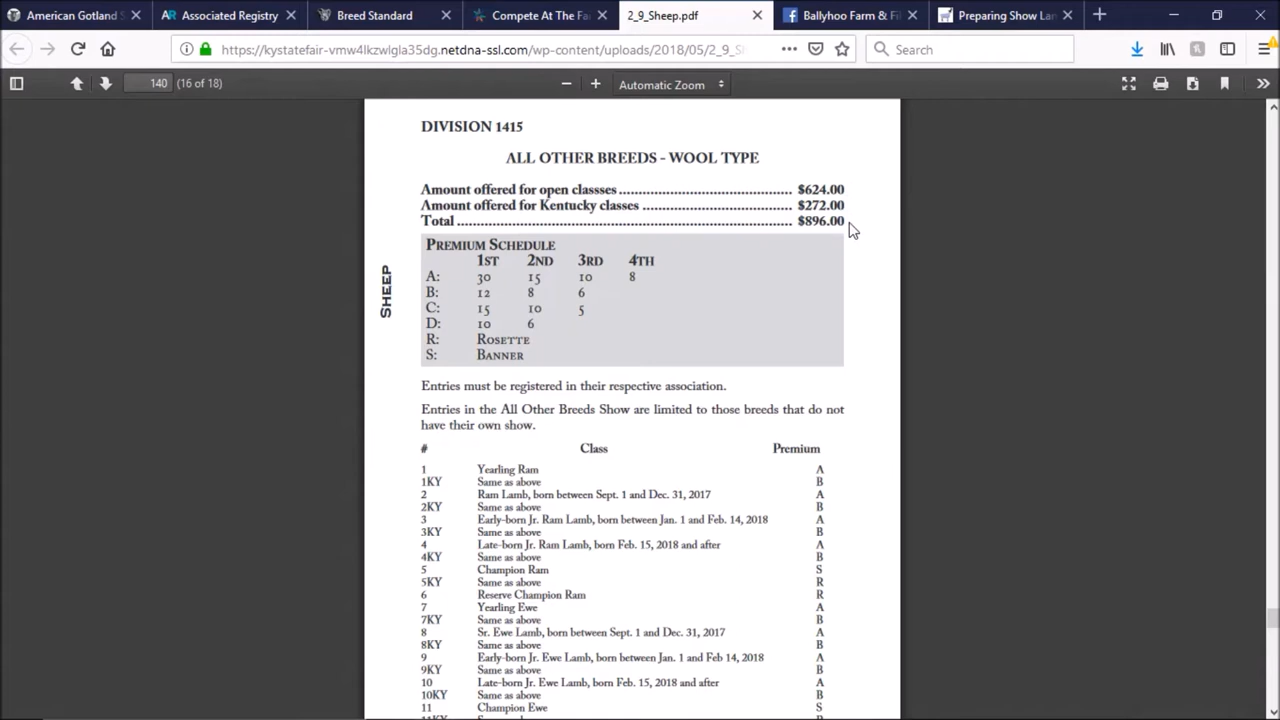 American Gotland S
Associated Registry
Breed Standard
Compete At The Fa
2_9_Sheep.pdf
Ballyhoo Farm & Fi
Preparing Show Lam
https://kystatefair-vmw4lkzwlgla35dg.netdna-ssl.com/wp-content/uploads/2018/05/2_9_S
Search
140 (16 of 18)
Automatic Zoom
DIVISION 1415
ALL OTHER BREEDS - WOOL TYPE
Amount offered for open classses $624.00
Amount offered for Kentucky classes $272.00
Total $896.00
PREMIUM SCHEDULE
1ST 2ND 3RD 4TH
A: 30 15 10 8
B: 12 8 6
C: 15 10 5
D: 10 6
R: ROSETTE
S: BANNER
SHEEP
Entries must be registered in their respective association.
Entries in the All Other Breeds Show are limited to those breeds that do not
have their own show.
# Class Premium
1 Yearling Ram A
1KY Same as above B
2 Ram Lamb, born between Sept. 1 and Dec. 31, 2017 A
2KY Same as above B
3 Early-born Jr. Ram Lamb, born between Jan. 1 and Feb. 14, 2018 A
3KY Same as above B
4 Late-born Jr. Ram Lamb, born Feb. 15, 2018 and after A
4KY Same as above B
5 Champion Ram S
5KY Same as above R
6 Reserve Champion Ram R
7 Yearling Ewe A
7KY Same as above B
8 Sr. Ewe Lamb, born between Sept. 1 and Dec. 31, 2017 A
8KY Same as above B
9 Early-born Jr. Ewe Lamb, born between Jan. 1 and Feb 14, 2018 A
9KY Same as above B
10 Late-born Jr. Ewe Lamb, born Feb. 15, 2018 and after A
10KY Same as above B
11 Champion Ewe S